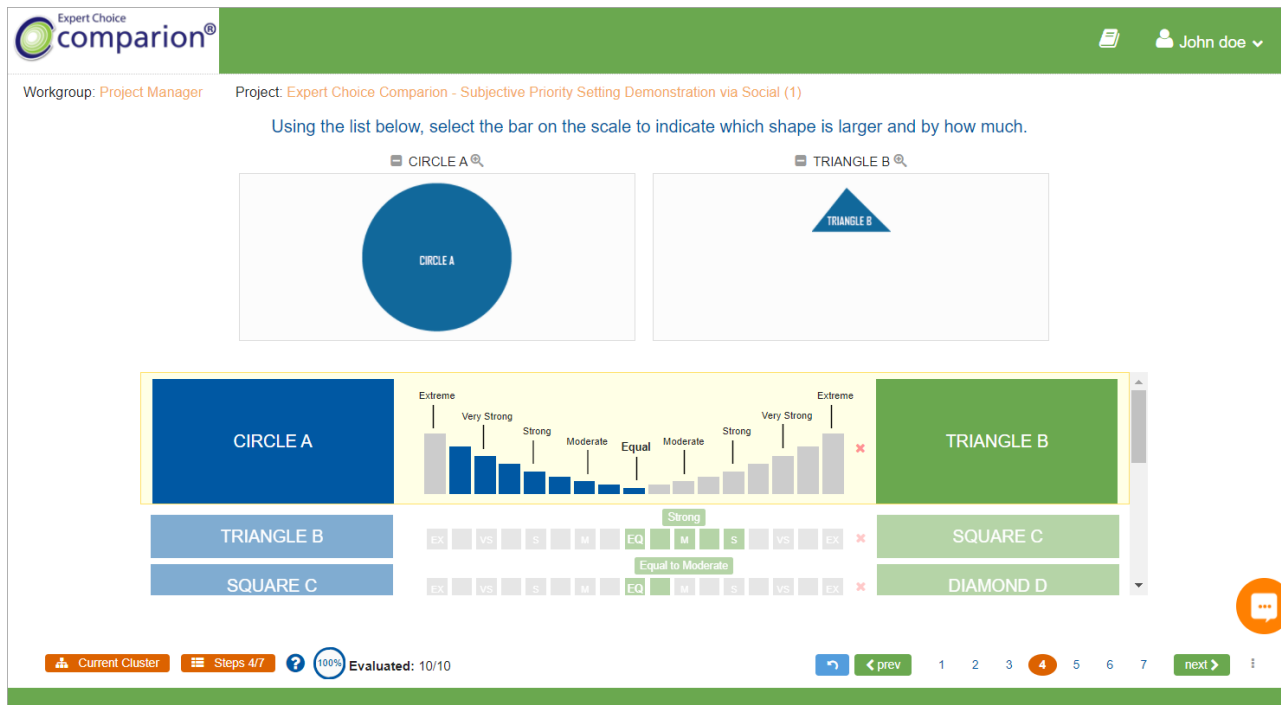 Expert Choice
comparion®
John doe
Workgroup: Project Manager
Project: Expert Choice Comparion - Subjective Priority Setting Demonstration via Social (1)
Using the list below, select the bar on the scale to indicate which shape is larger and by how much.
CIRCLE A
TRIANGLE B
CIRCLE A
TRIANGLE B
CIRCLE A
Extreme
Very Strong
Strong
Moderate
Equal
Moderate
Strong
Very Strong
Extreme
TRIANGLE B
TRIANGLE B
Strong
EX VS S M EQ M S VS EX
SQUARE C
SQUARE C
Equal to Moderate
EX VS S M EQ M S VS EX
DIAMOND D
Current Cluster
Steps 4/7
?
100%
Evaluated: 10/10
prev
1 2 3 4 5 6 7
next